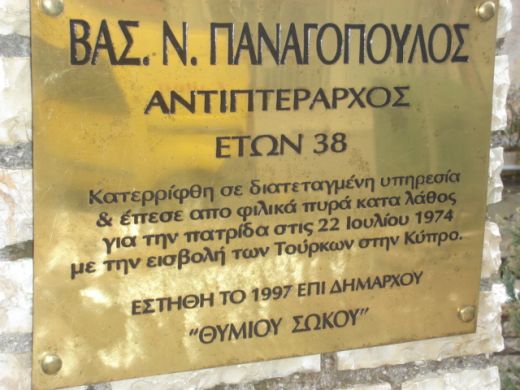 ΒΑΣ. Ν. ΠΑΝΑΓΟΠΟΥΛΟΣ
ΑΝΤΙΠΤΕΡΑΡΧΟΣ
ΕΤΩΝ 38
Κατερρίφθη σε διατεταγμένη υπηρεσία
& έπεσε απο φιλικά πυρά κατα λάθος
για την πατρίδα στις 22 Ιουλίου 1974
με την εισβολή των Τούρκων στην Κύπρο.
ΕΣΤΗΘΗ ΤΟ 1997 ΕΠΙ ΔΗΜΑΡΧΟΥ
"ΘΥΜΙΟΥ ΣΩΚΟΥ"